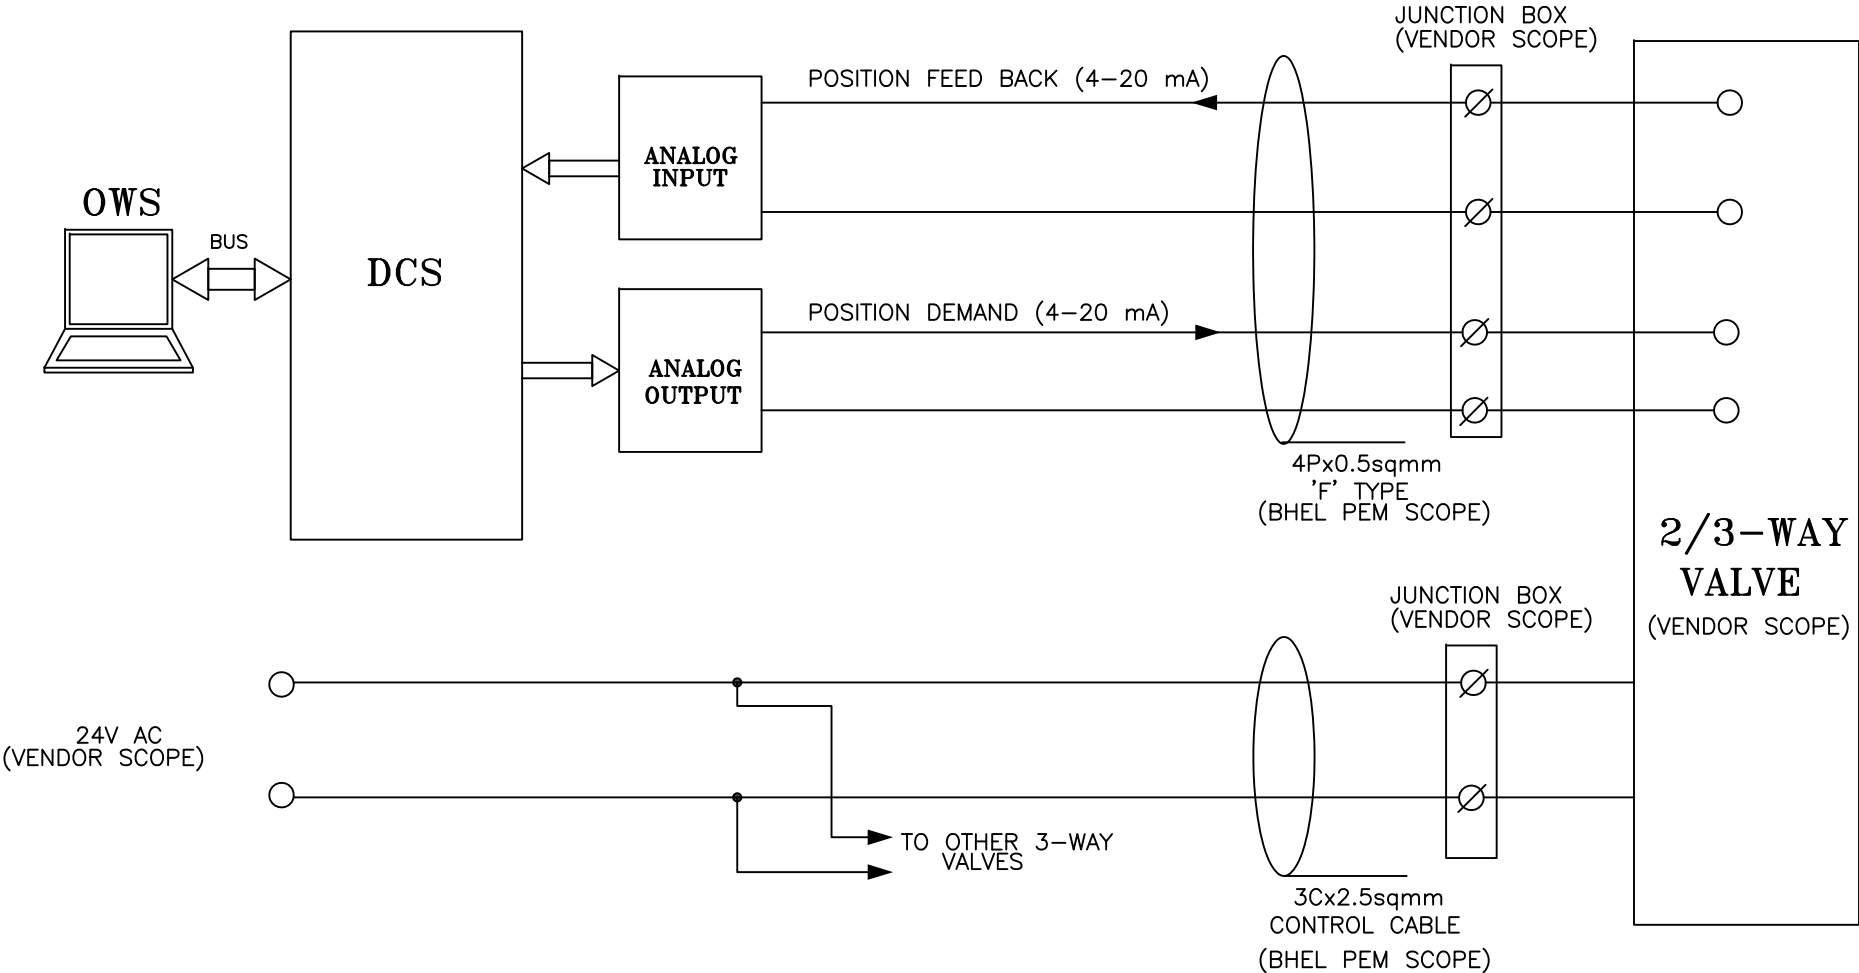 JUNCTION BOX
(VENDOR SCOPE)
POSITION FEED BACK (4-20 mA)
ANALOG
INPUT
OWS
BUS
DCS
POSITION DEMAND (4-20 mA)
ANALOG
OUTPUT
4Px0.5sqmm
'F' TYPE
(BHEL PEM SCOPE)
2/3-WAY
VALVE
(VENDOR SCOPE)
JUNCTION BOX
(VENDOR SCOPE)
24V AC
(VENDOR SCOPE)
TO OTHER 3-WAY
VALVES
3Cx2.5sqmm
CONTROL CABLE
(BHEL PEM SCOPE)